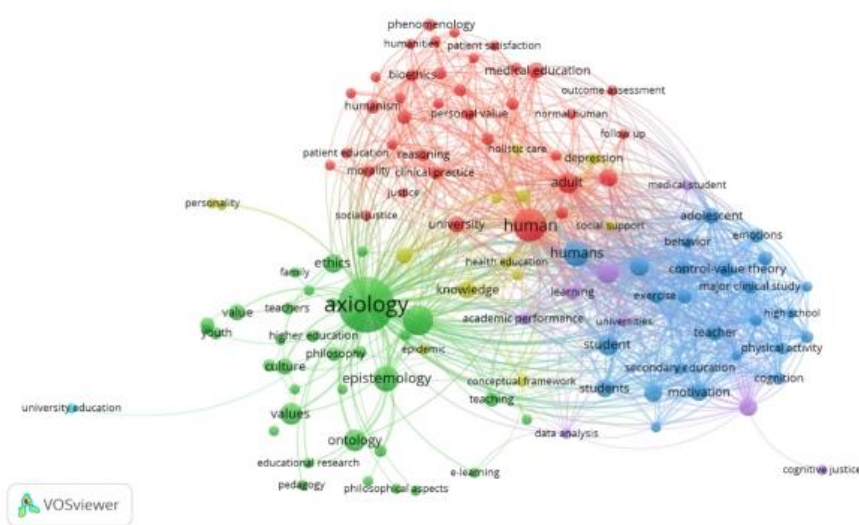 phenomenology
humanities
patient satisfaction
bioethics
medical education
outcome assessment
humanism
personal value
normal human
follow up
holistic care
patient education
reasoning
depression
morality
clinical practice
adult
medical student
justice
personality
social justice
university
human
social support
adolescent
emotions
humans
behavior
ethics
health education
control-value theory
family
learning
major clinical study
knowledge
exercise
axiology
value
teachers
academic performance
universities
high school
youth
higher education
teacher
student
physical activity
philosophy
epidemic
culture
secondary education
epistemology
conceptual framework
cognition
students
motivation
teaching
university education
values
data analysis
ontology
educational research
e-learning
cognitive justice
pedagogy
philosophical aspects
VOSviewer